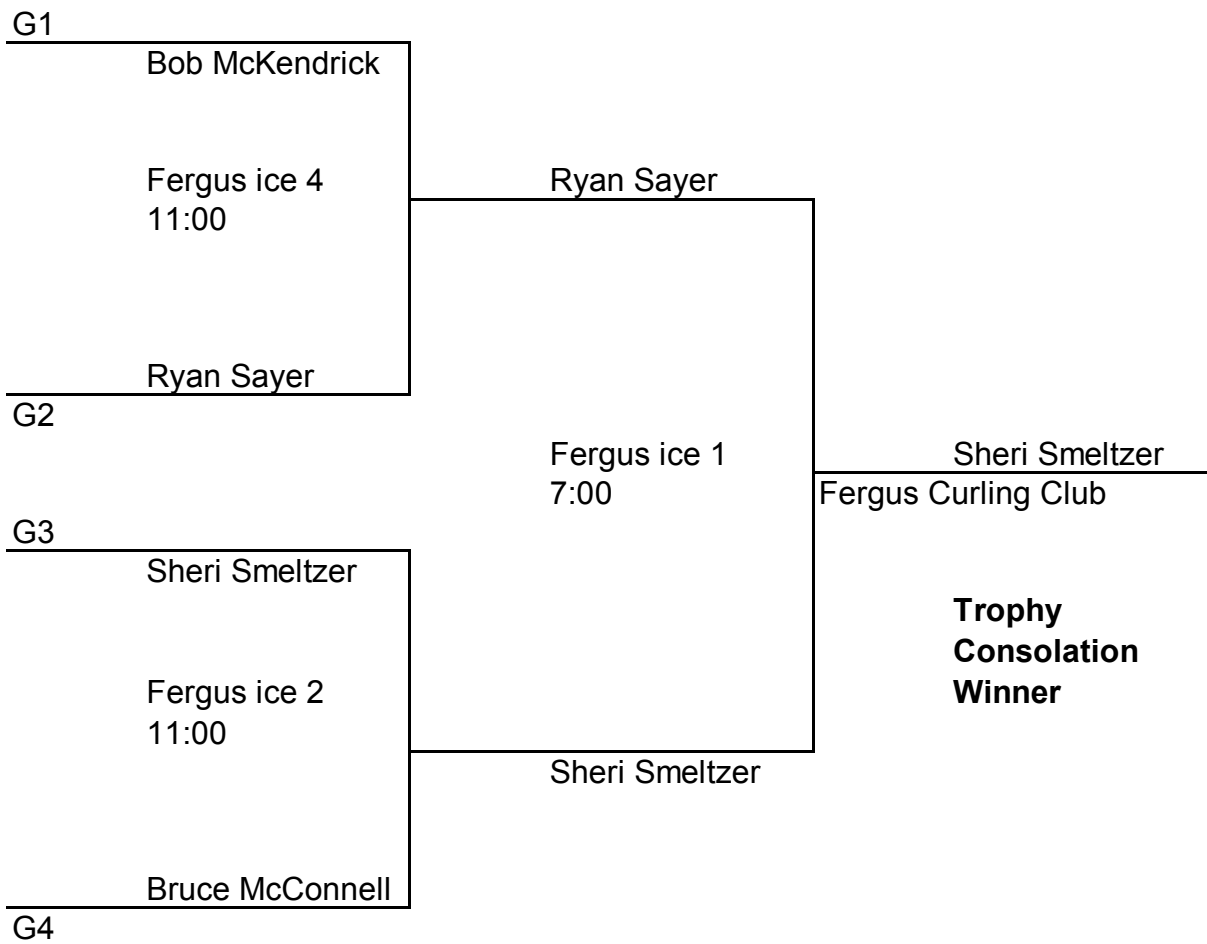 G1
Bob McKendrick
Fergus ice 4
11:00
Ryan Sayer
Ryan Sayer
G2
Fergus ice 1
7:00
Sheri Smeltzer
Fergus Curling Club
G3
Sheri Smeltzer
Trophy
Consolation
Winner
Fergus ice 2
11:00
Sheri Smeltzer
Bruce McConnell
G4